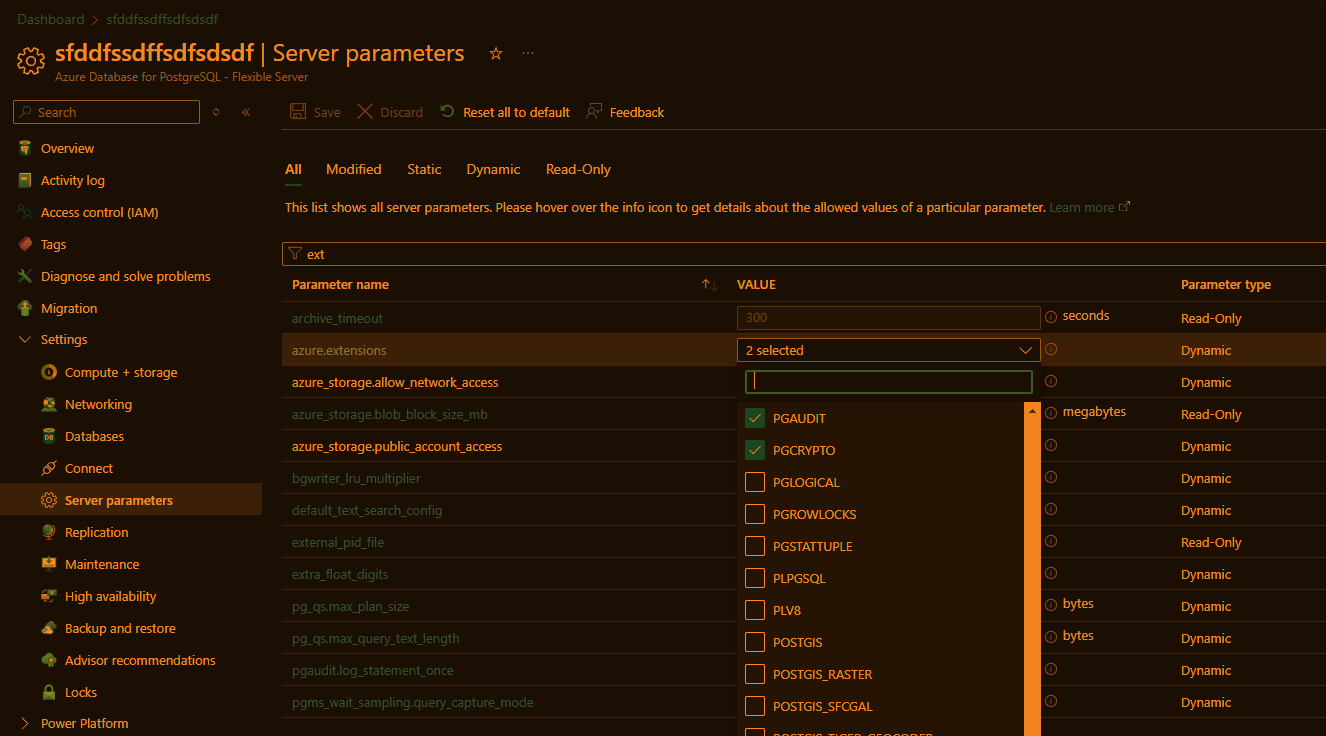 Dashboard > sfddfssdffsdfsdsdf
sfddfssdffsdfsdsdf | Server parameters ☆ ...
Azure Database for PostgreSQL - Flexible Server
Search
Save Discard Reset all to default Feedback
Overview
Activity log
Access control (IAM)
Tags
Diagnose and solve problems
Migration
Settings
Compute + storage
Networking
Databases
Connect
Server parameters
Replication
Maintenance
High availability
Backup and restore
Advisor recommendations
Locks
Power Platform
All Modified Static Dynamic Read-Only
This list shows all server parameters. Please hover over the info icon to get details about the allowed values of a particular parameter. Learn more
ext
Parameter name VALUE Parameter type
archive_timeout 300 seconds Read-Only
azure.extensions 2 selected Dynamic
azure_storage.allow_network_access Dynamic
azure_storage.blob_block_size_mb megabytes Read-Only
azure_storage.public_account_access Dynamic
bgwriter_lru_multiplier Dynamic
default_text_search_config Dynamic
external_pid_file Read-Only
extra_float_digits Dynamic
pg_qs.max_plan_size bytes Dynamic
pg_qs.max_query_text_length bytes Dynamic
pgaudit.log_statement_once Dynamic
pgms_wait_sampling.query_capture_mode Dynamic
PGAUDIT
PGCRYPTO
PGLOGICAL
PGROWLOCKS
PGSTATTUPLE
PLPGSQL
PLV8
POSTGIS
POSTGIS_RASTER
POSTGIS_SFCGAL
POSTGIS_TIGER_GEOCODER